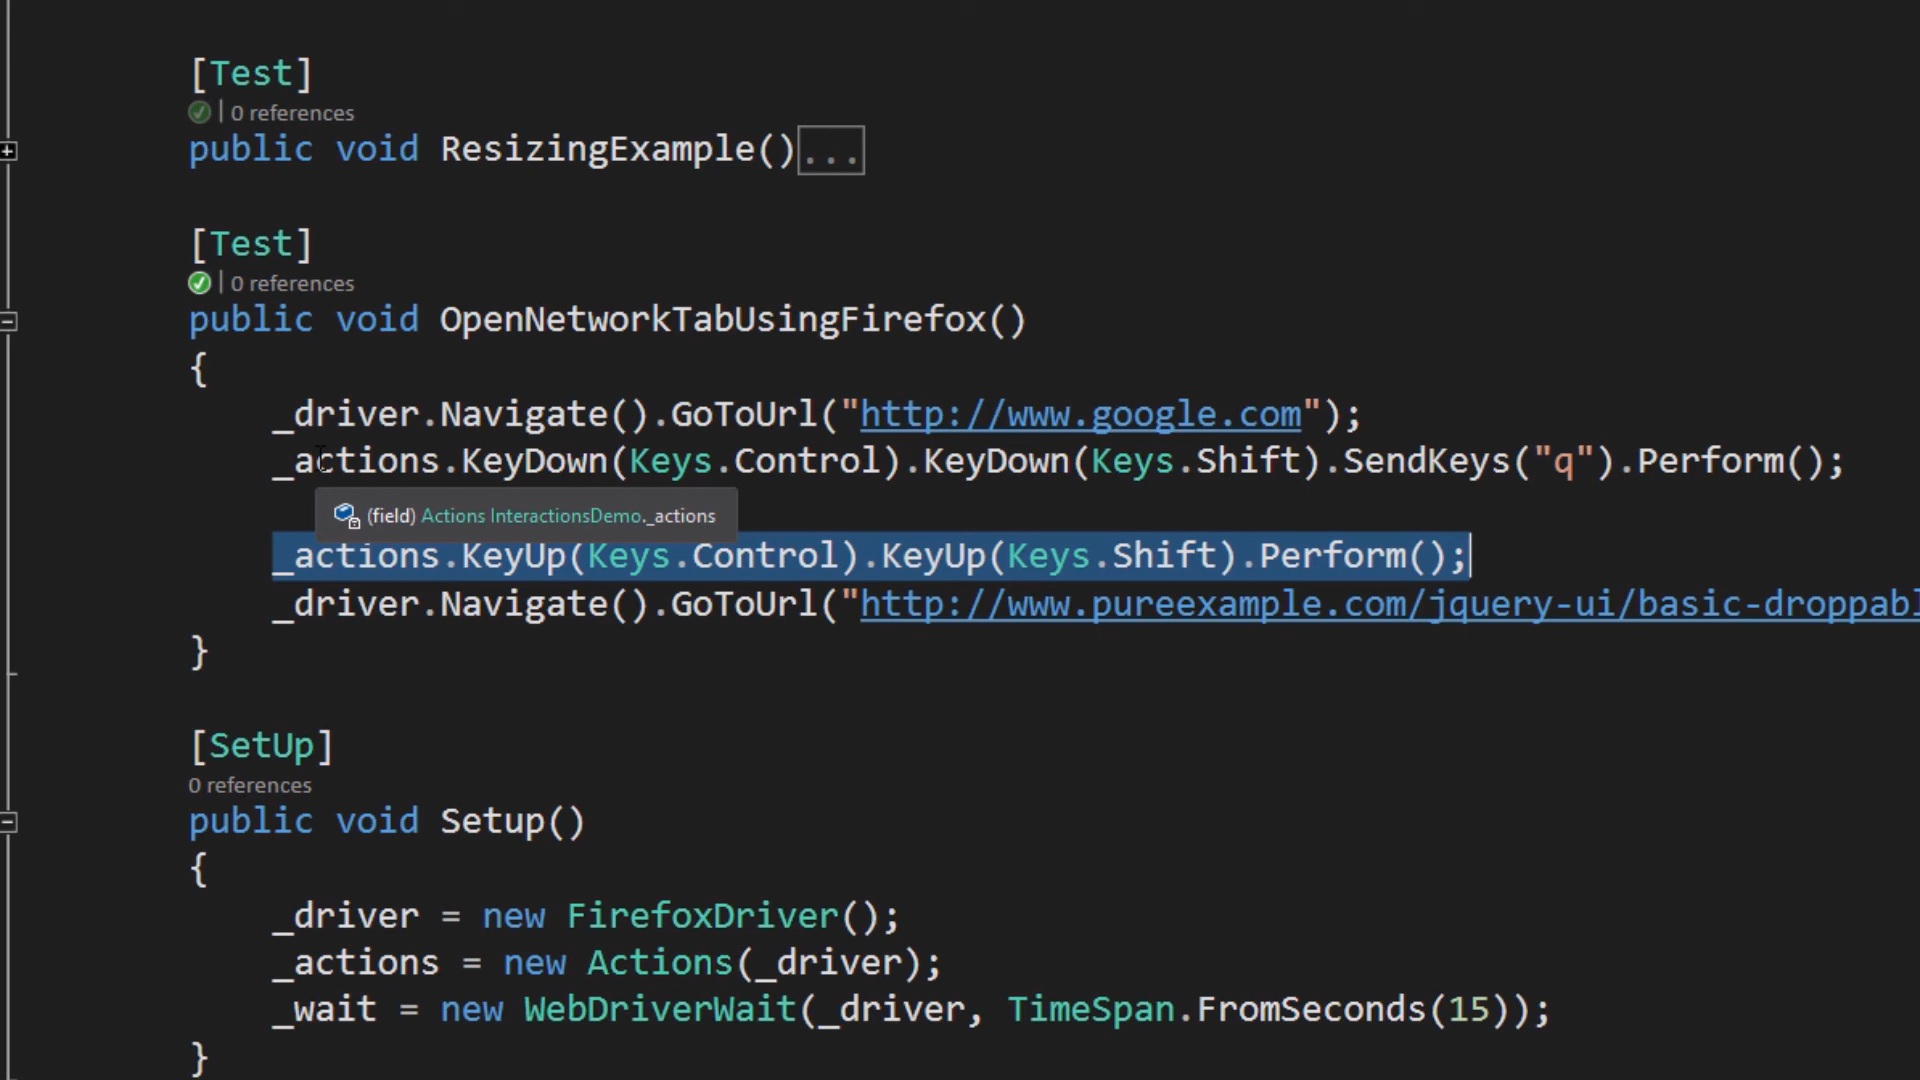 [Test]
| 0 references
public void ResizingExample()...
[Test]
| 0 references
public void OpenNetworkTabUsingFirefox()
{
_driver.Navigate().GoToUrl("http://www.google.com");
_actions.KeyDown(Keys.Control).KeyDown(Keys.Shift).SendKeys("q").Perform();
(field) Actions InteractionsDemo._actions
_actions.KeyUp(Keys.Control).KeyUp(Keys.Shift).Perform();
_driver.Navigate().GoToUrl("http://www.pureexample.com/jquery-ui/basic-droppabl
}
[SetUp]
0 references
public void Setup()
{
_driver = new FirefoxDriver();
_actions = new Actions(_driver);
_wait = new WebDriverWait(_driver, TimeSpan.FromSeconds(15));
}